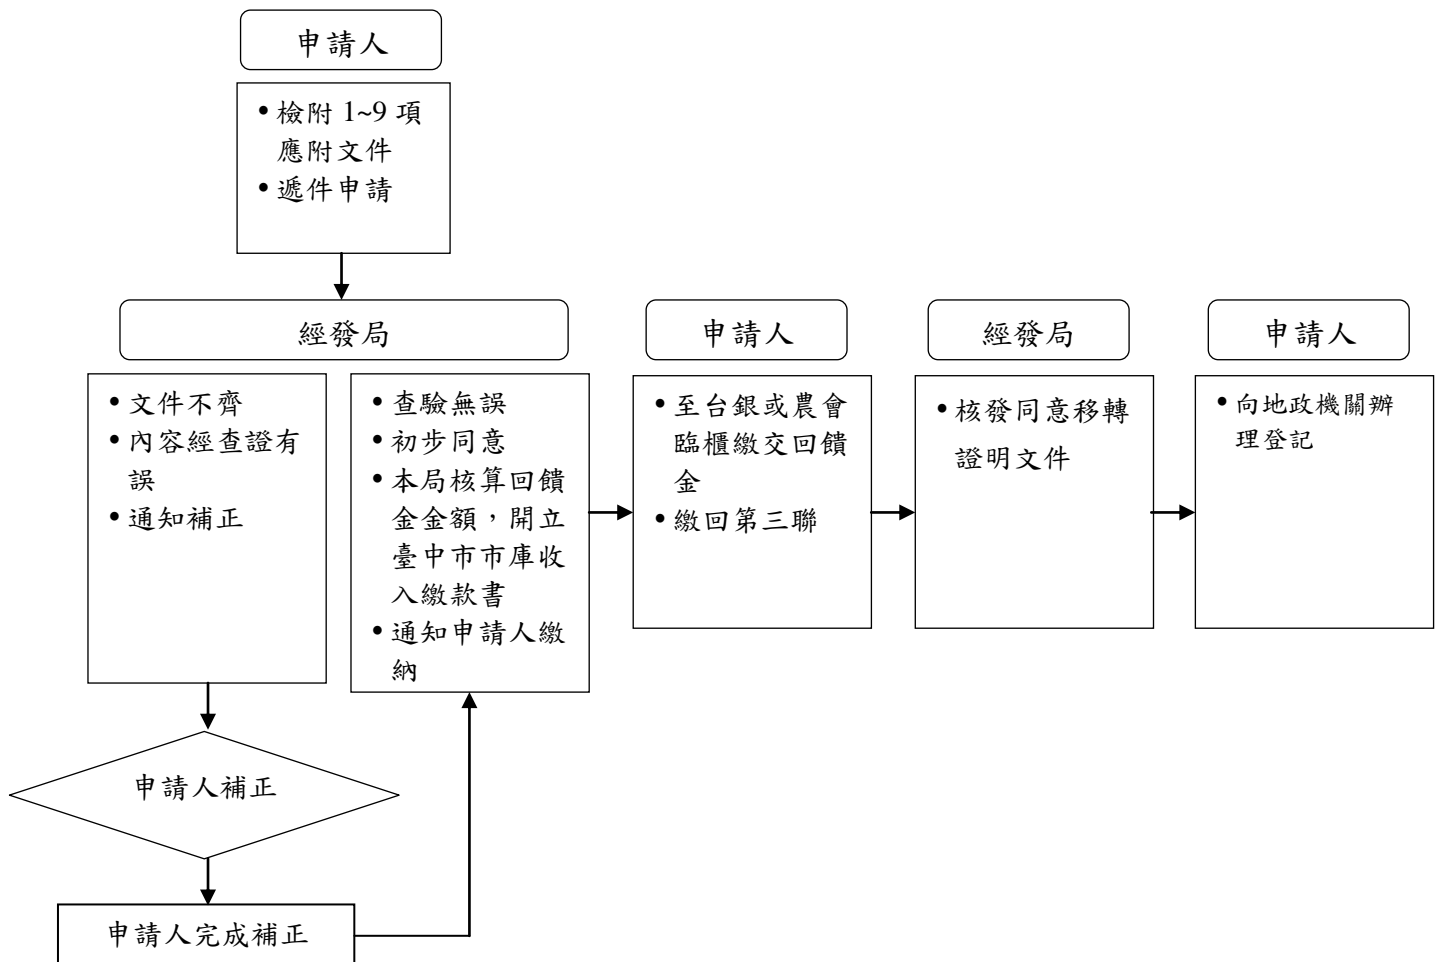 申請人
•檢附 1~9 項
應附文件
•遞件申請
經發局
•文件不齊
•內容經查證有
誤
•通知補正
•查驗無誤
•初步同意
•本局核算回饋
金金額，開立
臺中市市庫收
入繳款書
•通知申請人繳
納
申請人
•至台銀或農會
臨櫃繳交回饋
金
•繳回第三聯
經發局
•核發同意移轉
證明文件
申請人
•向地政機關辦
理登記
申請人補正
申請人完成補正